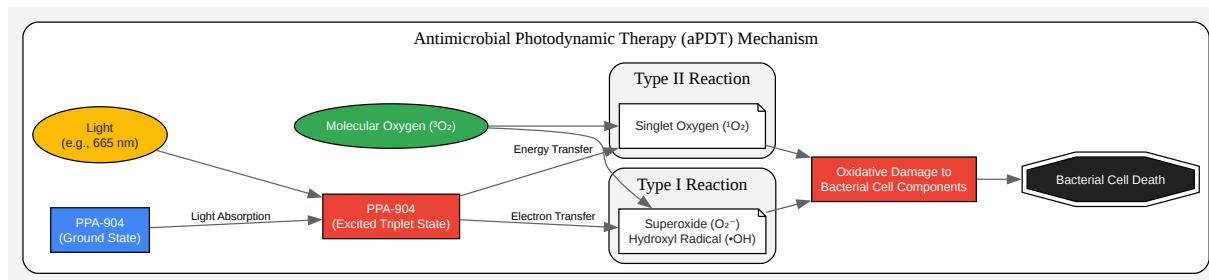 Antimicrobial Photodynamic Therapy (aPDT) Mechanism
Light
(e.g., 665 nm)
PPA-904
(Ground State)
Light Absorption
Molecular Oxygen (³O₂)
PPA-904
(Excited Triplet State)
Energy Transfer
Electron Transfer
Type II Reaction
Singlet Oxygen (¹O₂)
Type I Reaction
Superoxide (O₂⁻)
Hydroxyl Radical (•OH)
Oxidative Damage to
Bacterial Cell Components
Bacterial Cell Death